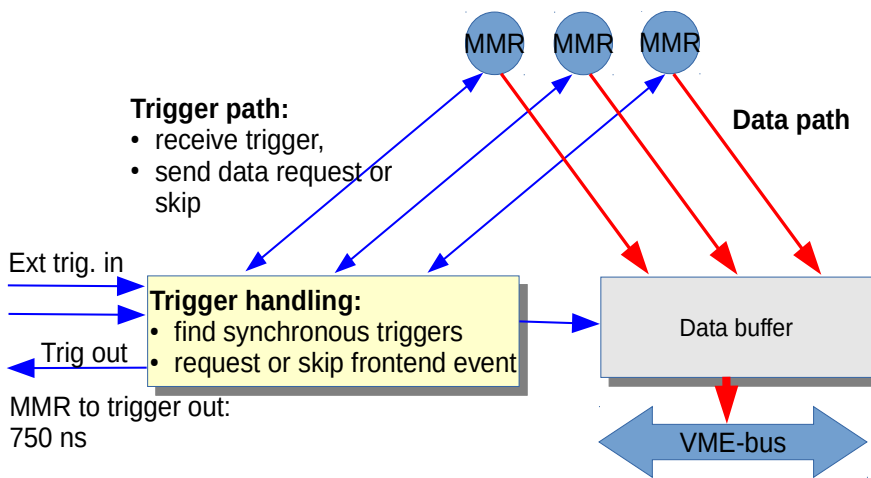 MMR MMR MMR
Trigger path:
• receive trigger,
• send data request or
skip
Data path
Ext trig. in
Trigger handling:
• find synchronous triggers
• request or skip frontend event
Trig out
Data buffer
MMR to trigger out:
750 ns
VME-bus